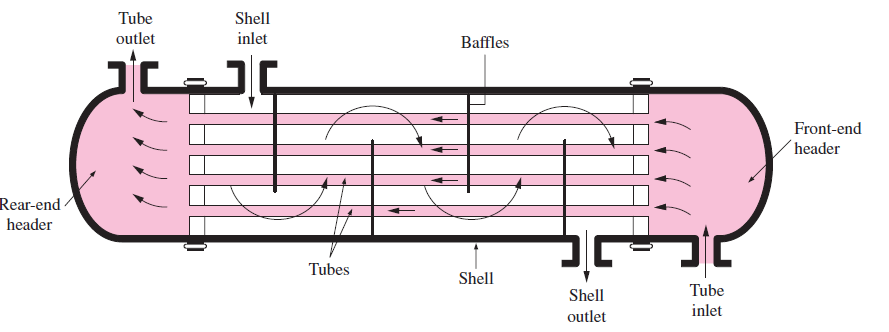 Tube
outlet
Shell
inlet
Baffles
Front-end
header
Rear-end
header
Tubes
Shell
Shell
outlet
Tube
inlet